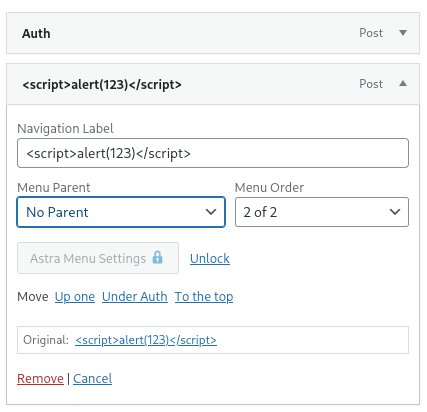 Auth Post
<script>alert(123)</script> Post
Navigation Label
<script>alert(123)</script>
Menu Parent Menu Order
No Parent 2 of 2
Astra Menu Settings Unlock
Move Up one Under Auth To the top
Original: <script>alert(123)</script>
Remove | Cancel